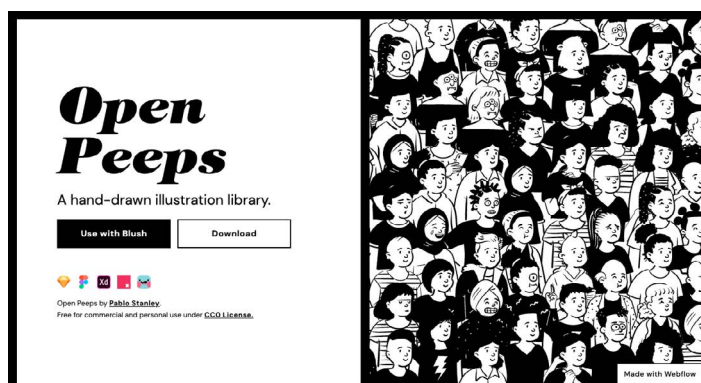 Open
Peeps
A hand-drawn illustration library.
Use with Blush
Download
Xd
Open Peeps by Pablo Stanley.
Free for commercial and personal use under CC0 License.
Made with Webflow